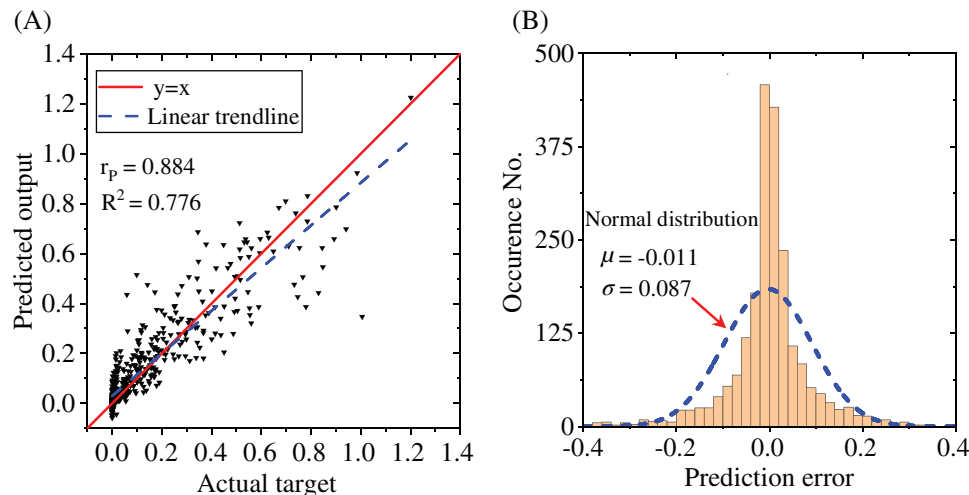 (A)
1.4
1.2
1.0
0.8
0.6
0.4
0.2
0.0
Predicted output
y=x
Linear trendline
rP = 0.884
R² = 0.776
0.0 0.2 0.4 0.6 0.8 1.0 1.2 1.4
Actual target
(B)
500
375
250
125
0
Occurrence No.
Normal distribution
μ = -0.011
σ = 0.087
-0.4 -0.2 0.0 0.2 0.4
Prediction error